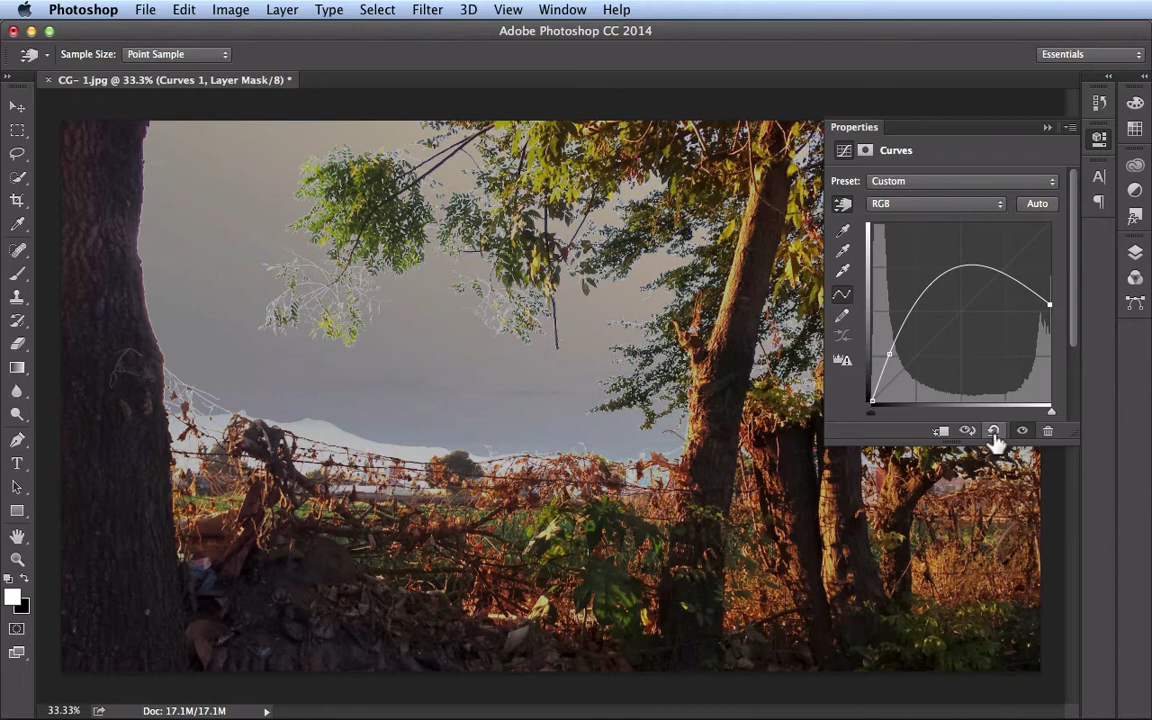 Photoshop File Edit Image Layer Type Select Filter 3D View Window Help
Adobe Photoshop CC 2014
Sample Size: Point Sample Essentials
CG- 1.jpg @ 33.3% (Curves 1, Layer Mask/8) *
Properties
Curves
Preset: Custom
RGB Auto
33.33% Doc: 17.1M/17.1M